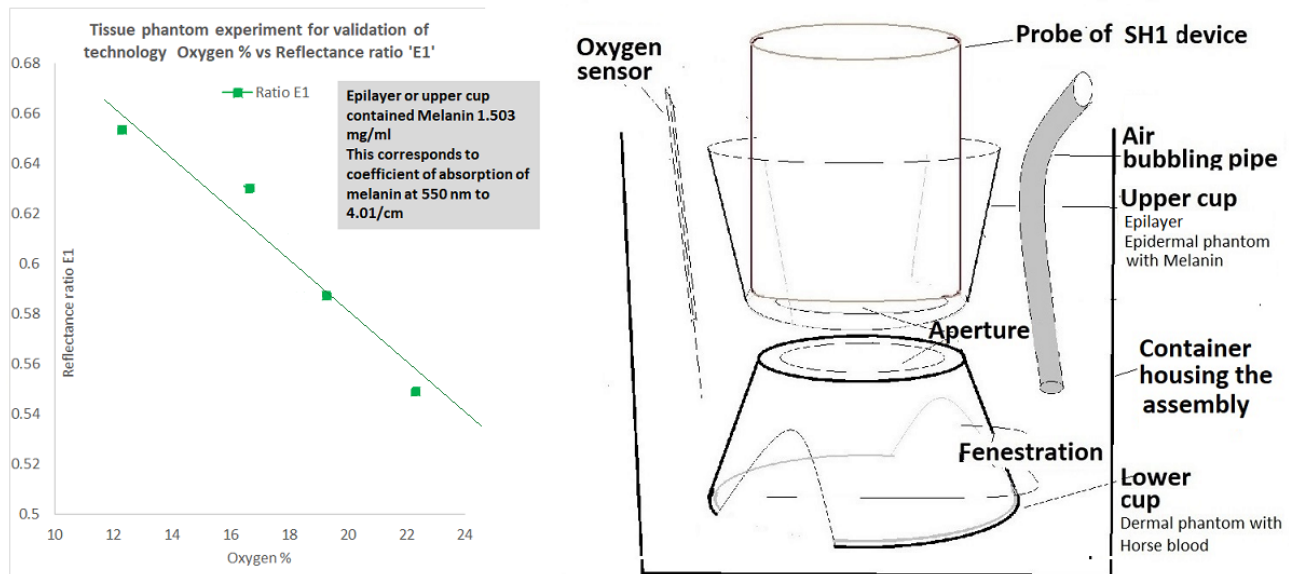 Tissue phantom experiment for validation of
technology Oxygen % vs Reflectance ratio 'E1'
0.68
0.66
0.64
0.62
0.6
0.58
0.56
0.54
0.52
0.5
Reflectance ratio E1
Ratio E1
Epilayer or upper cup
contained Melanin 1.503
mg/ml
This corresponds to
coefficient of absorption of
melanin at 550 nm to
4.01/cm
10 12 14 16 18 20 22 24
Oxygen %
Oxygen
sensor
Probe of SH1 device
Air
bubbling pipe
Upper cup
Epilayer
Epidermal phantom
with Melanin
Aperture
Container
housing the
assembly
Fenestration
Lower
cup
Dermal phantom with
Horse blood